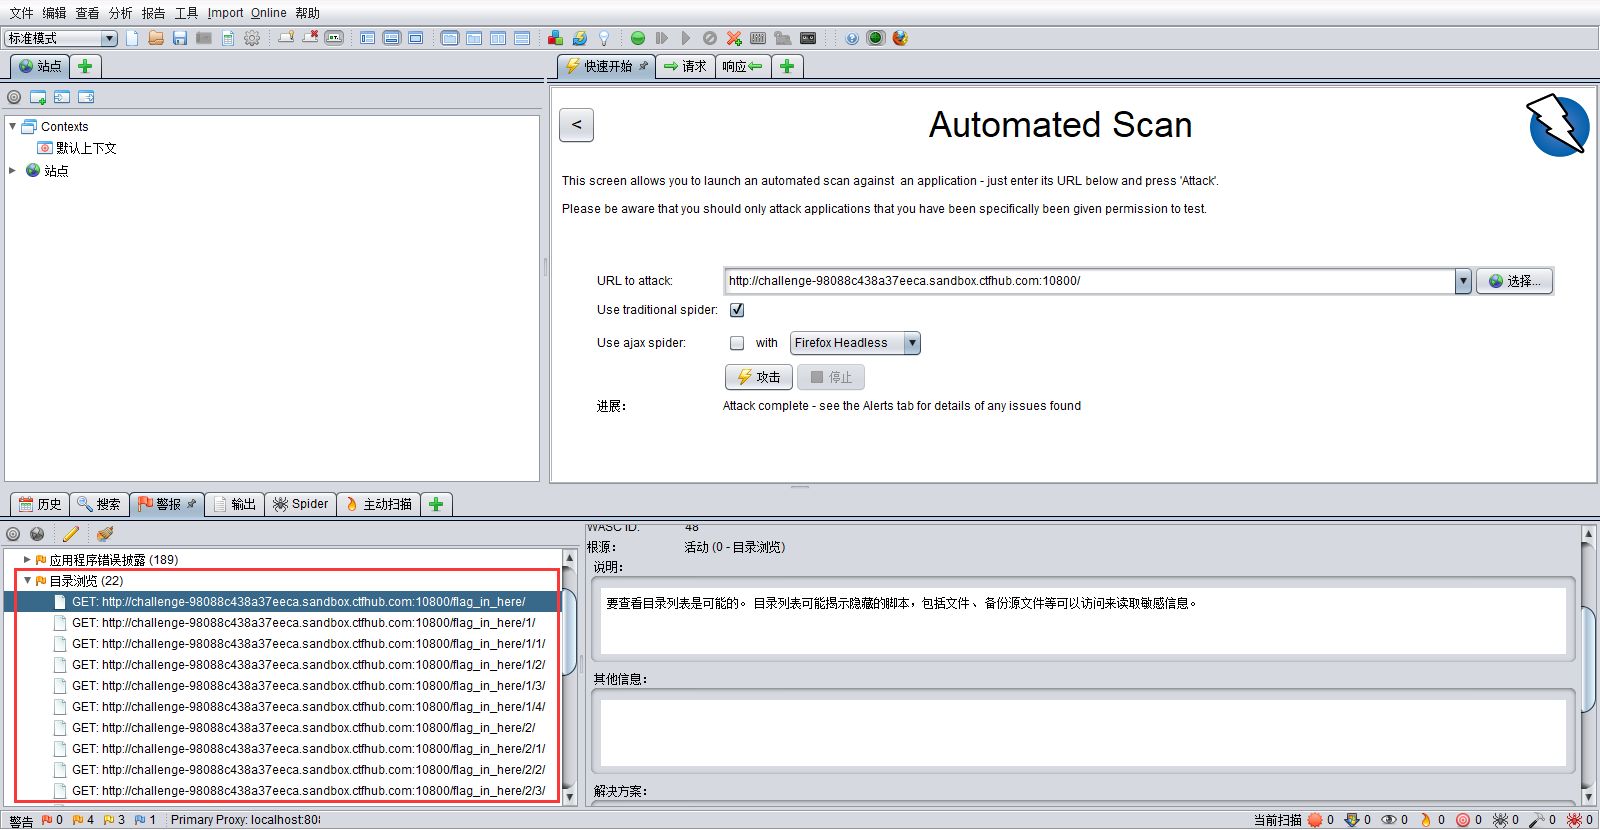 文件 编辑 查看 分析 报告 工具 Import Online 帮助
标准模式
站点
快速开始 请求 响应
Contexts
默认上下文
站点
<
Automated Scan
This screen allows you to launch an automated scan against an application - just enter its URL below and press 'Attack'.
Please be aware that you should only attack applications that you have been specifically been given permission to test.
URL to attack: http://challenge-98088c438a37eeca.sandbox.ctfhub.com:10800/ 选择...
Use traditional spider:
Use ajax spider: with Firefox Headless
攻击 停止
进展: Attack complete - see the Alerts tab for details of any issues found
历史 搜索 警报 输出 Spider 主动扫描
应用程序错误披露 (189)
目录浏览 (22)
GET: http://challenge-98088c438a37eeca.sandbox.ctfhub.com:10800/flag_in_here/
GET: http://challenge-98088c438a37eeca.sandbox.ctfhub.com:10800/flag_in_here/1/
GET: http://challenge-98088c438a37eeca.sandbox.ctfhub.com:10800/flag_in_here/1/1/
GET: http://challenge-98088c438a37eeca.sandbox.ctfhub.com:10800/flag_in_here/1/2/
GET: http://challenge-98088c438a37eeca.sandbox.ctfhub.com:10800/flag_in_here/1/3/
GET: http://challenge-98088c438a37eeca.sandbox.ctfhub.com:10800/flag_in_here/1/4/
GET: http://challenge-98088c438a37eeca.sandbox.ctfhub.com:10800/flag_in_here/2/
GET: http://challenge-98088c438a37eeca.sandbox.ctfhub.com:10800/flag_in_here/2/1/
GET: http://challenge-98088c438a37eeca.sandbox.ctfhub.com:10800/flag_in_here/2/2/
GET: http://challenge-98088c438a37eeca.sandbox.ctfhub.com:10800/flag_in_here/2/3/
WASC ID: 48
根源: 活动 (0 - 目录浏览)
说明:
要查看目录列表是可能的。 目录列表可能揭示隐藏的脚本，包括文件、 备份源文件等可以访问来读取敏感信息。
其他信息:
解决方案:
警告 0 4 3 1 Primary Proxy: localhost:808
当前扫描 0 0 0 0 0 0 0 0